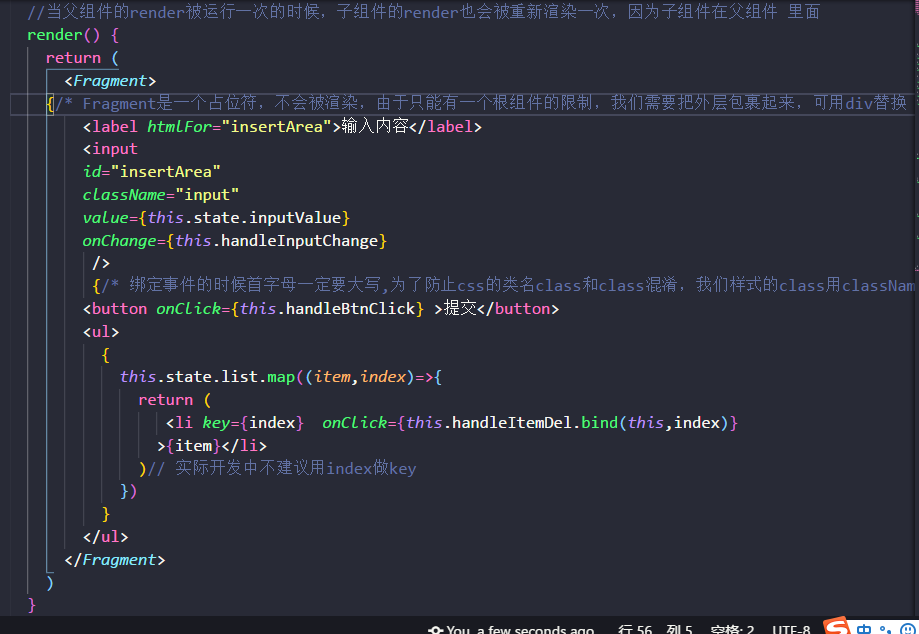 //当父组件的render被运行一次的时候，子组件的render也会被重新渲染一次，因为子组件在父组件 里面
render() {
return (
<Fragment>
{/* Fragment是一个占位符，不会被渲染，由于只能有一个根组件的限制，我们需要把外层包裹起来，可用div替换
<label htmlFor="insertArea">输入内容</label>
<input
id="insertArea"
className="input"
value={this.state.inputValue}
onChange={this.handleInputChange}
/>
{/* 绑定事件的时候首字母一定要大写,为了防止css的类名class和class混淆，我们样式的class用classNam
<button onClick={this.handleBtnClick} >提交</button>
<ul>
{
this.state.list.map((item,index)=>{
return (
<li key={index}  onClick={this.handleItemDel.bind(this,index)}
>{item}</li>
)// 实际开发中不建议用index做key
})
}
</ul>
</Fragment>
)
}
You, a few seconds ago 行 56 列 5 空格: 2 UTF-8 S 中